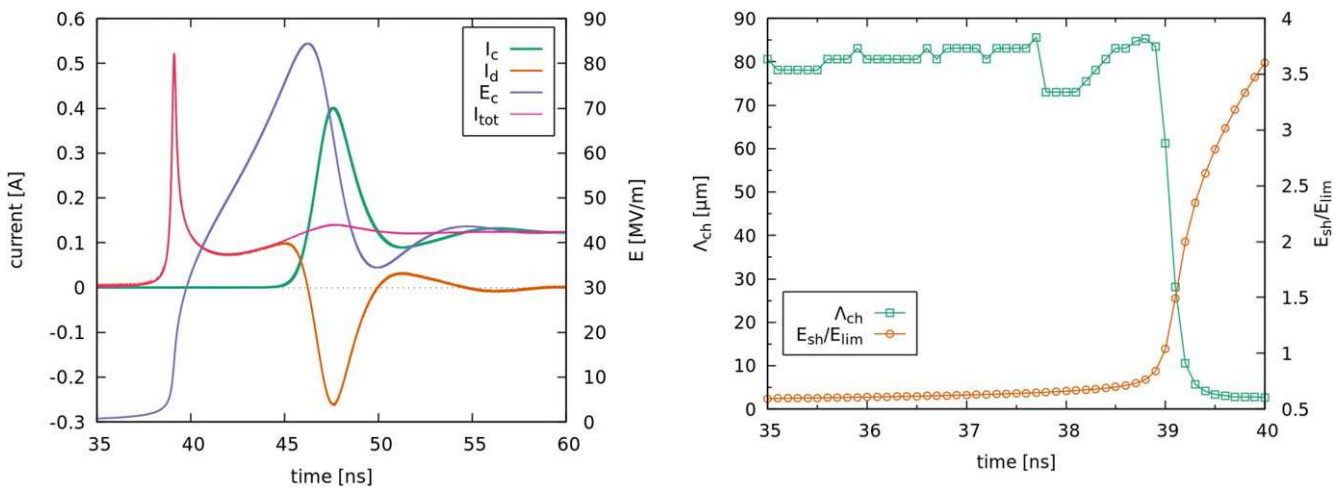 0.6
0.5
0.4
0.3
0.2
0.1
0
-0.1
-0.2
-0.3
current [A]
90
80
70
60
50
40
30
20
10
0
E [MV/m]
I_c
I_d
E_c
I_tot
35 40 45 50 55 60
time [ns]
90
80
70
60
50
40
30
20
10
0
Λ_ch [µm]
4
3.5
3
2.5
2
1.5
1
0.5
E_sh/E_lim
Λ_ch
E_sh/E_lim
35 36 37 38 39 40
time [ns]